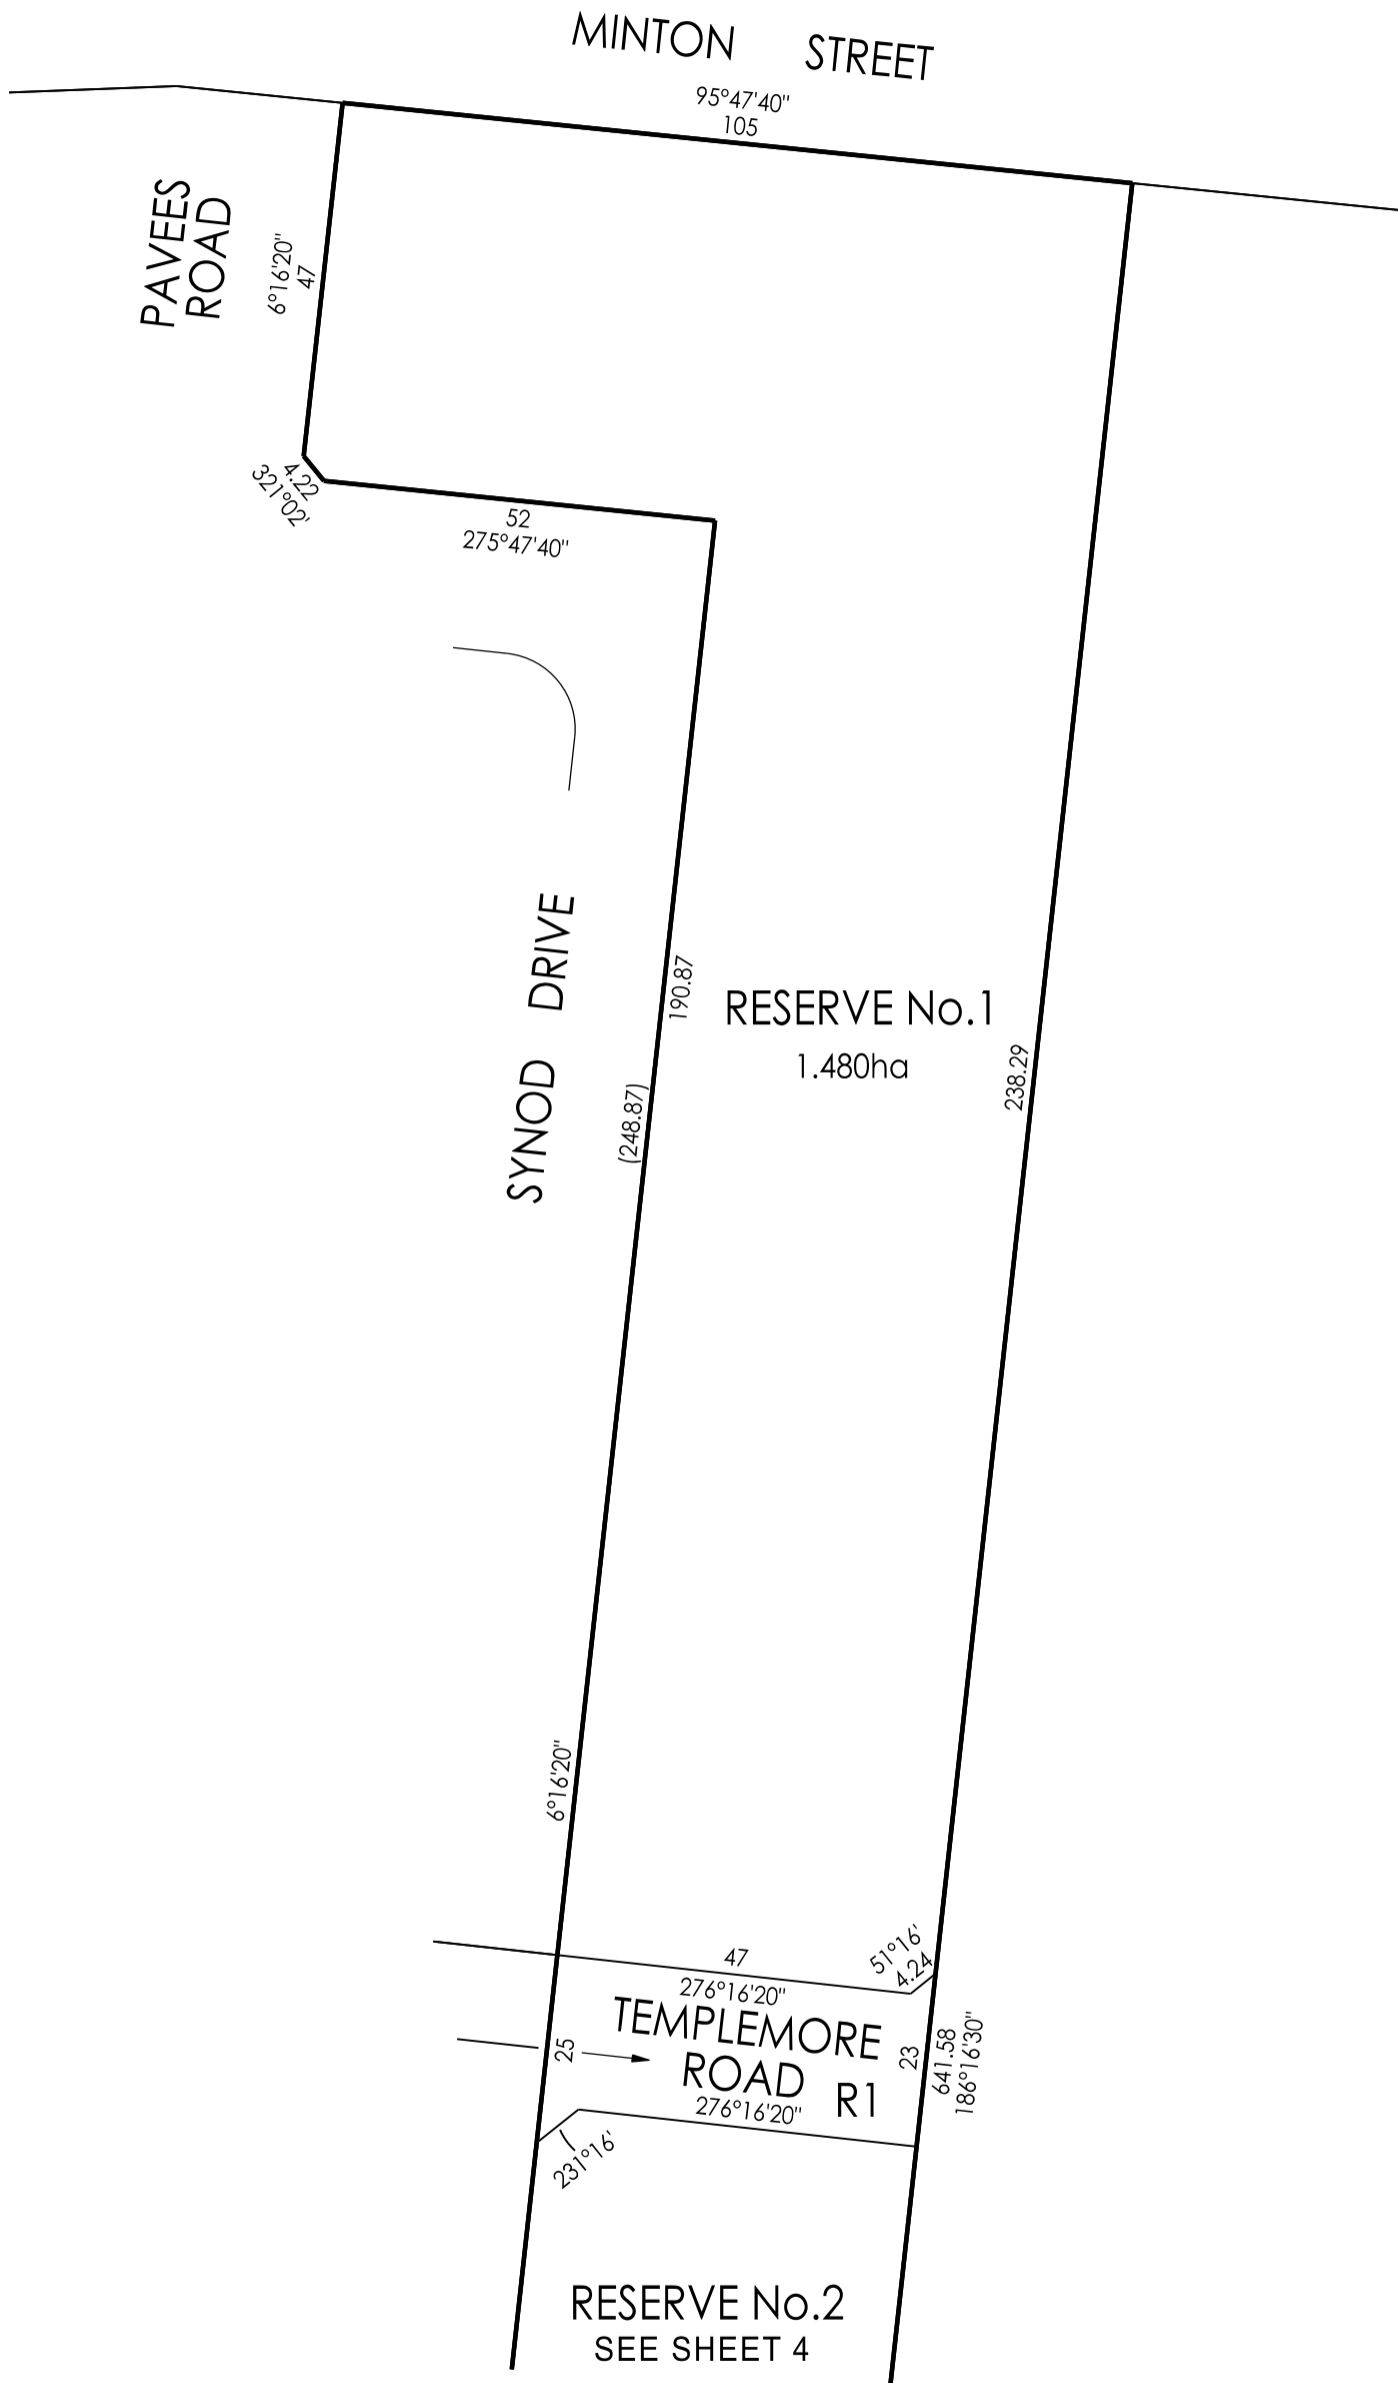 MINTON STREET
95°47'40"
105
PAVEES
ROAD
6°16'20"
47
4.22
321°02'
52
275°47'40"
SYNOD DRIVE
190.87
(248.87)
RESERVE No.1
1.480ha
238.29
6°16'20"
47
276°16'20"
51°16'
4.24
TEMPLEMORE
ROAD R1
25
23
641.58
186°16'30"
276°16'20"
231°16'
RESERVE No.2
SEE SHEET 4